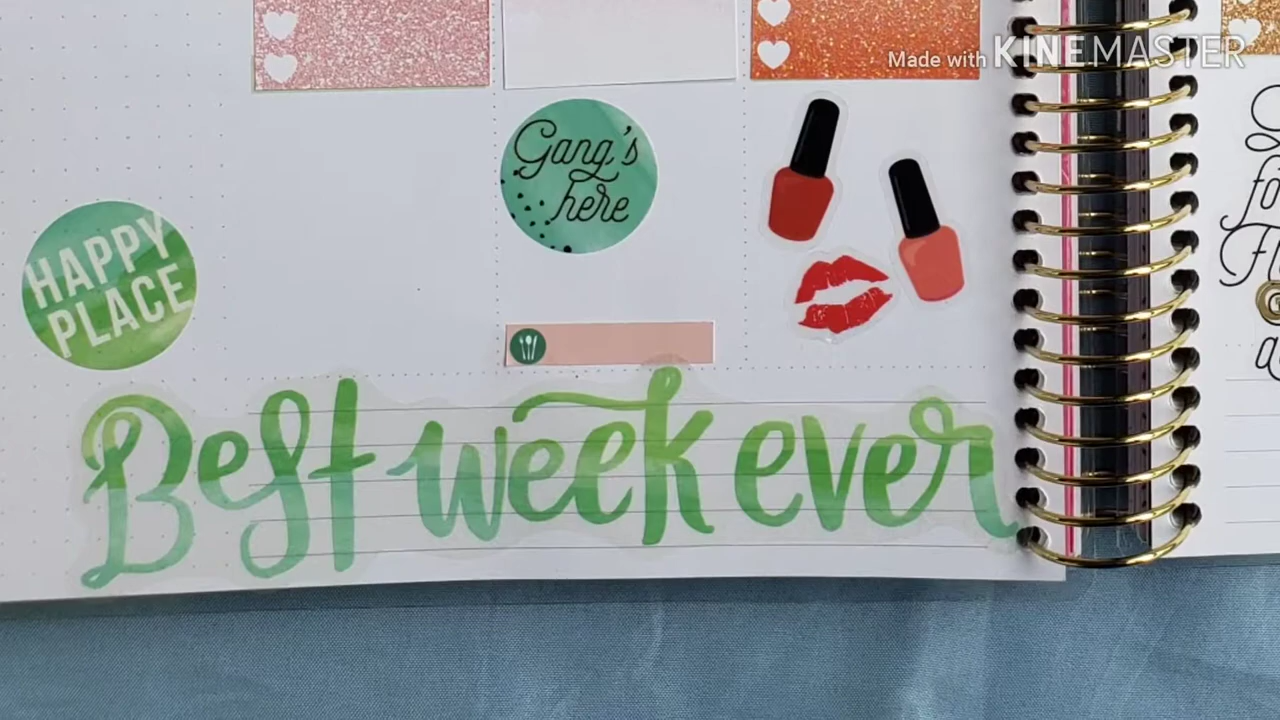 Made with KINEMASTER
Gang's
here
HAPPY
PLACE
Best week ever